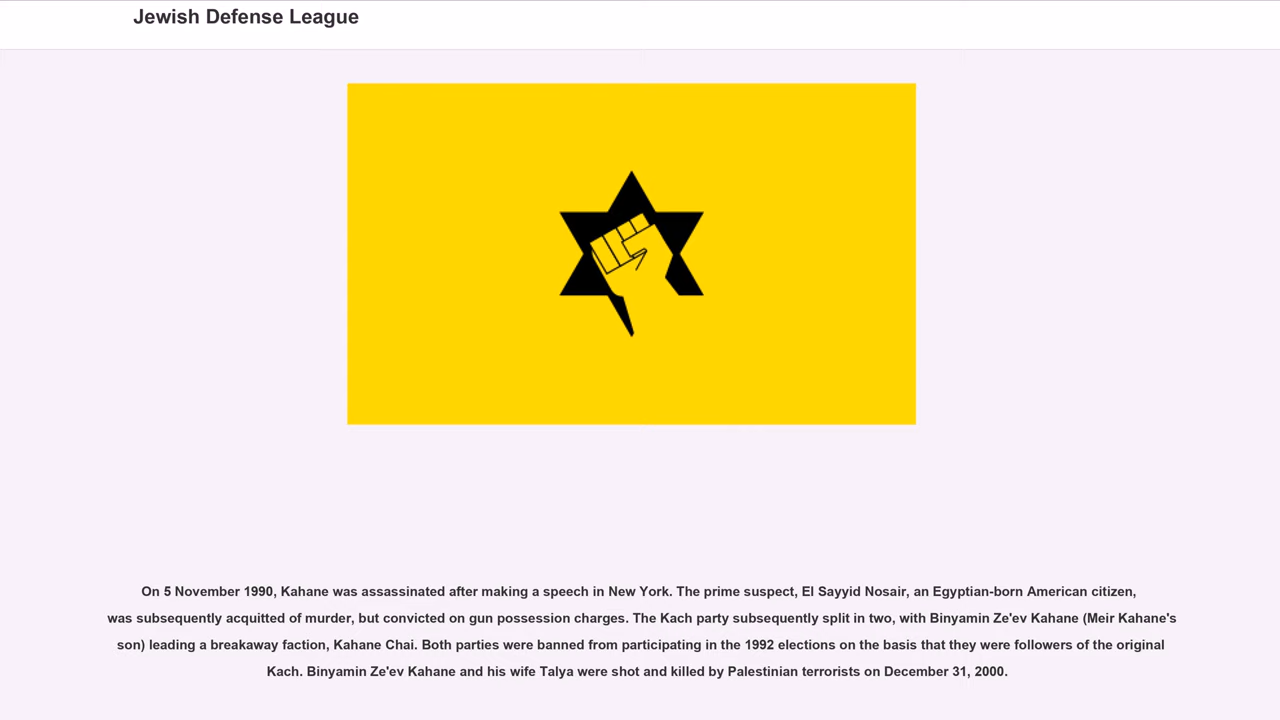 Jewish Defense League
On 5 November 1990, Kahane was assassinated after making a speech in New York. The prime suspect, El Sayyid Nosair, an Egyptian-born American citizen,
was subsequently acquitted of murder, but convicted on gun possession charges. The Kach party subsequently split in two, with Binyamin Ze'ev Kahane (Meir Kahane's
son) leading a breakaway faction, Kahane Chai. Both parties were banned from participating in the 1992 elections on the basis that they were followers of the original
Kach. Binyamin Ze'ev Kahane and his wife Talya were shot and killed by Palestinian terrorists on December 31, 2000.